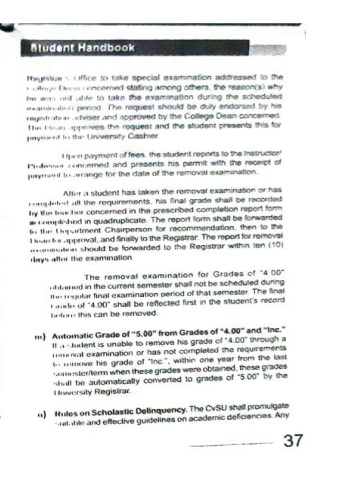 Student Handbook
Registrar's Office to take special examination addressed to the
College Dean concerned stating among others, the reason(s) why
he was not able to take the examination during the scheduled
examination period. The request should be duly endorsed by his
registration adviser and approved by the College Dean concerned.
The Dean approves the request and the student presents this for
payment to the University Cashier
Upon payment of fees, the student reports to the Instructor/
Professor concerned and presents his permit with the receipt of
payment to arrange for the date of the removal examination.
After a student has taken the removal examination or has
completed all the requirements, his final grade shall be recorded
by the teacher concerned in the prescribed completion report form
accomplished in quadruplicate. The report form shall be forwarded
to the Department Chairperson for recommendation, then to the
Dean for approval, and finally to the Registrar. The report for removal
examination should be forwarded to the Registrar within ten (10)
days after the examination
The removal examination for Grades of "4.00"
obtained in the current semester shall not be scheduled during
the regular final examination period of that semester. The final
Grade of "4.00" shall be reflected first in the student's record
before this can be removed.
m) Automatic Grade of "5.00" from Grades of "4.00" and "Inc."
If a student is unable to remove his grade of "4.00" through a
removal examination or has not completed the requirements
to remove his grade of "Inc.", within one year from the last
semester/term when these grades were obtained, these grades
shall be automatically converted to grades of "5.00" by the
University Registrar.
n) Rules on Scholastic Delinquency. The CvSU shall promulgate
suitable and effective guidelines on academic deficiencies. Any
37